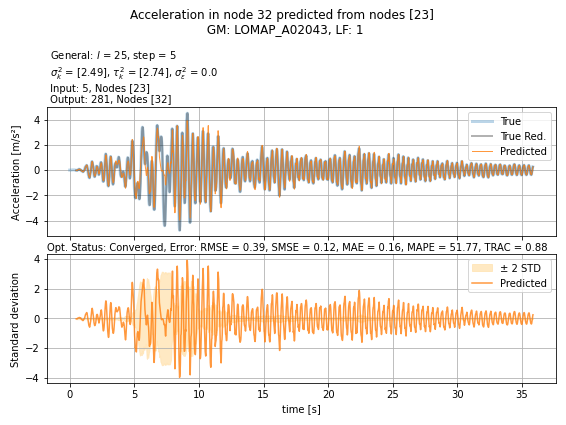 Acceleration in node 32 predicted from nodes [23]
GM: LOMAP_A02043, LF: 1
General: l = 25, step = 5
σ_k^2 = [2.49], τ_k^2 = [2.74], σ_ε^2 = 0.0
Input: 5, Nodes [23]
Output: 281, Nodes [32]
Acceleration [m/s²]
4
2
0
−2
−4
True
True Red.
Predicted
Opt. Status: Converged, Error: RMSE = 0.39, SMSE = 0.12, MAE = 0.16, MAPE = 51.77, TRAC = 0.88
Standard deviation
4
2
0
−2
−4
± 2 STD
Predicted
0 5 10 15 20 25 30 35
time [s]